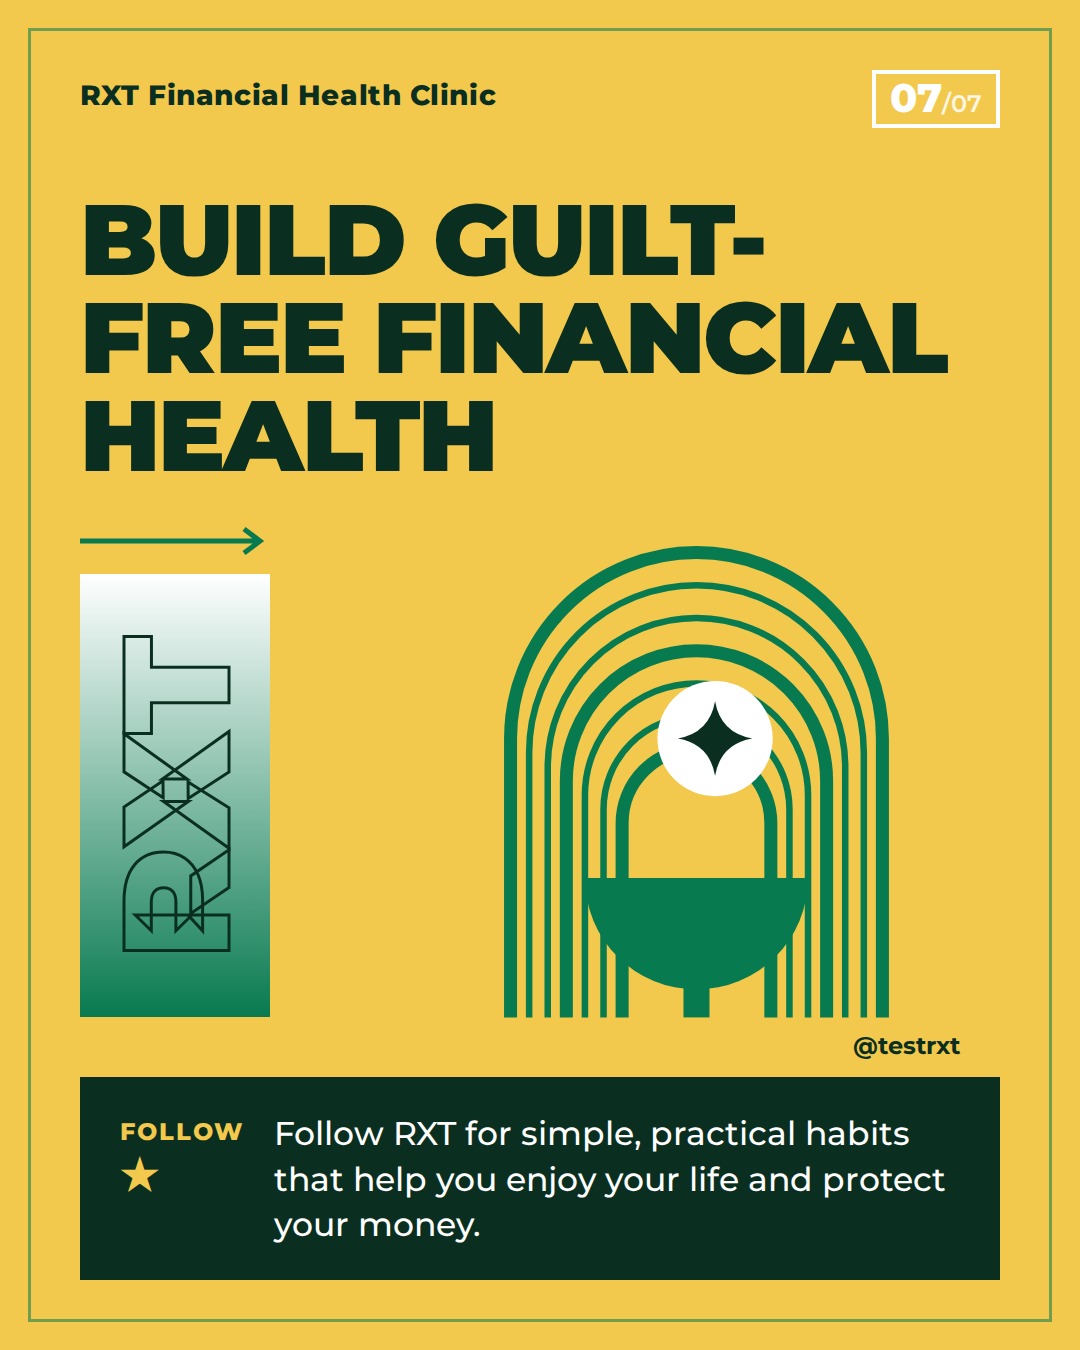 RXT Financial Health Clinic
07/07
BUILD GUILT-
FREE FINANCIAL
HEALTH
RXT
@testrxt
FOLLOW
Follow RXT for simple, practical habits
that help you enjoy your life and protect
your money.